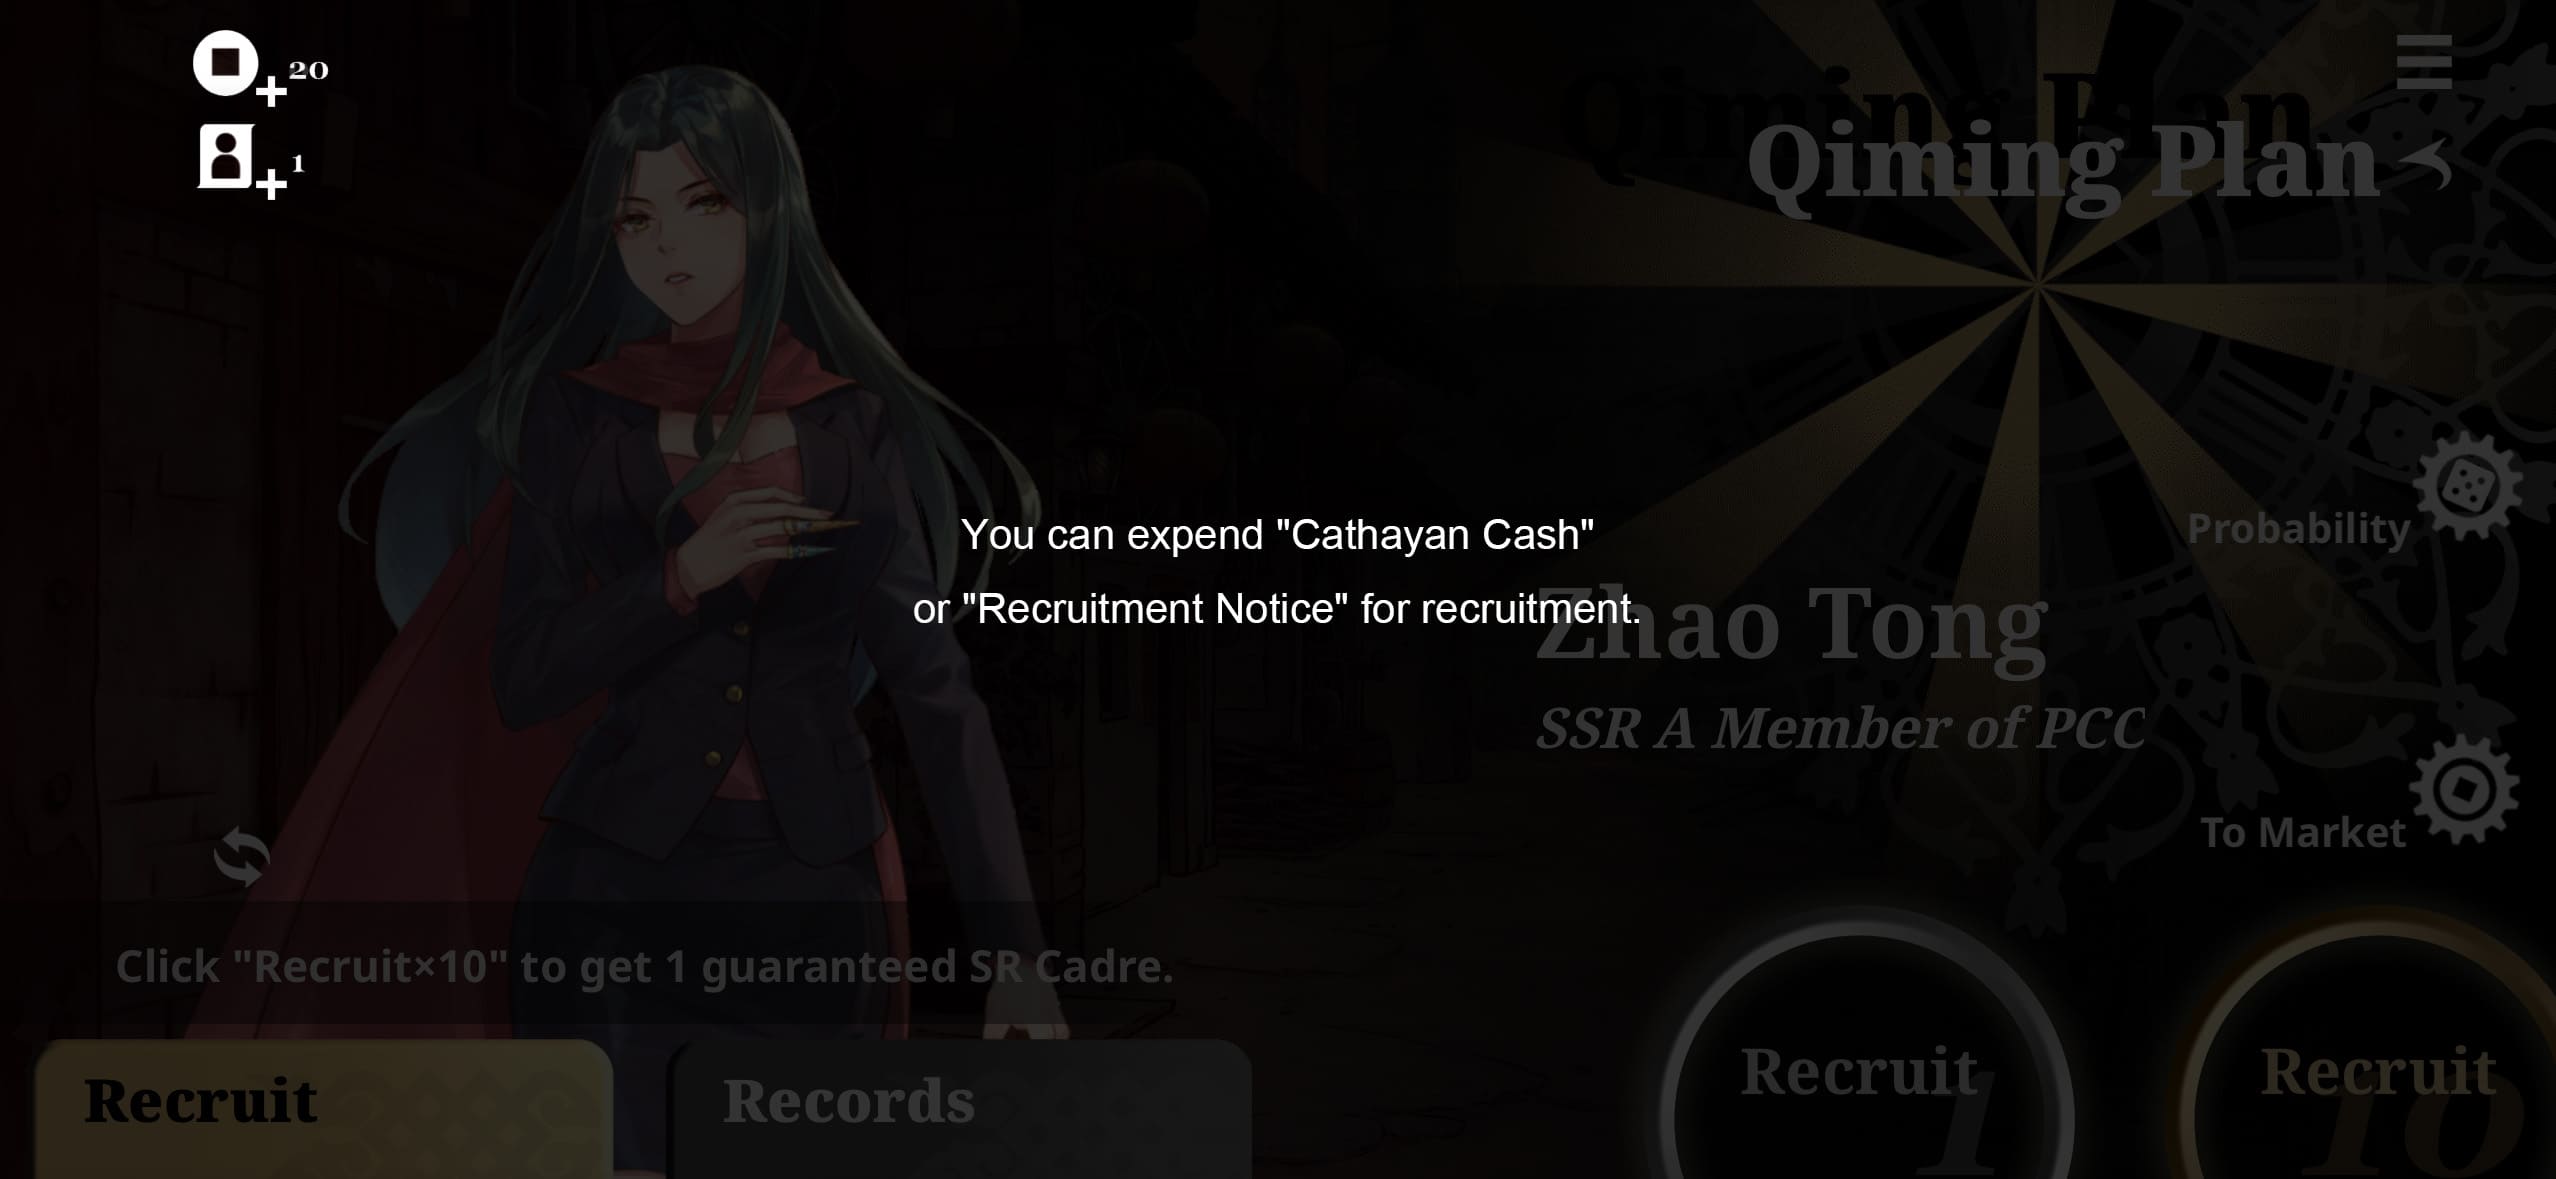 20
1
Qiming Plan
Qiming Plan
Probability
You can expend "Cathayan Cash"
or "Recruitment Notice" for recruitment.
Zhao Tong
SSR A Member of PCC
To Market
Click "Recruit×10" to get 1 guaranteed SR Cadre.
Recruit
Records
Recruit
1
Recruit
10